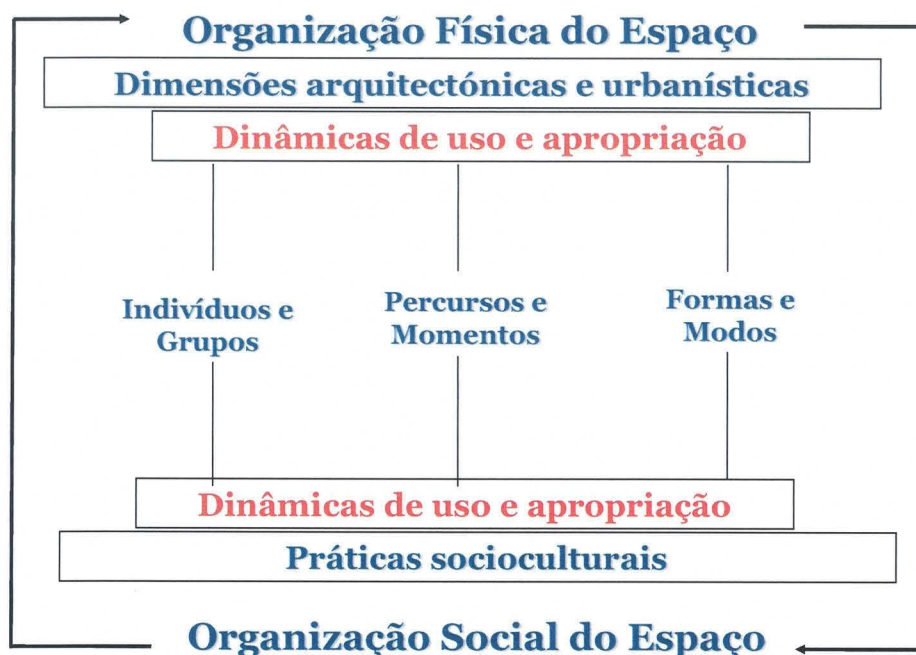 Organização Física do Espaço
Dimensões arquitectónicas e urbanísticas
Dinâmicas de uso e apropriação
Indivíduos e
Grupos
Percursos e
Momentos
Formas e
Modos
Dinâmicas de uso e apropriação
Práticas socioculturais
Organização Social do Espaço